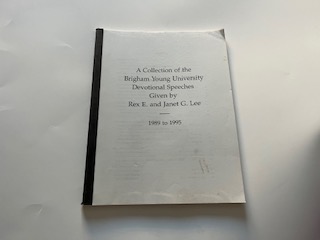 A Collection of the
Brigham Young University
Devotional Speeches
Given by
Rex E. and Janet G. Lee
1989 to 1995